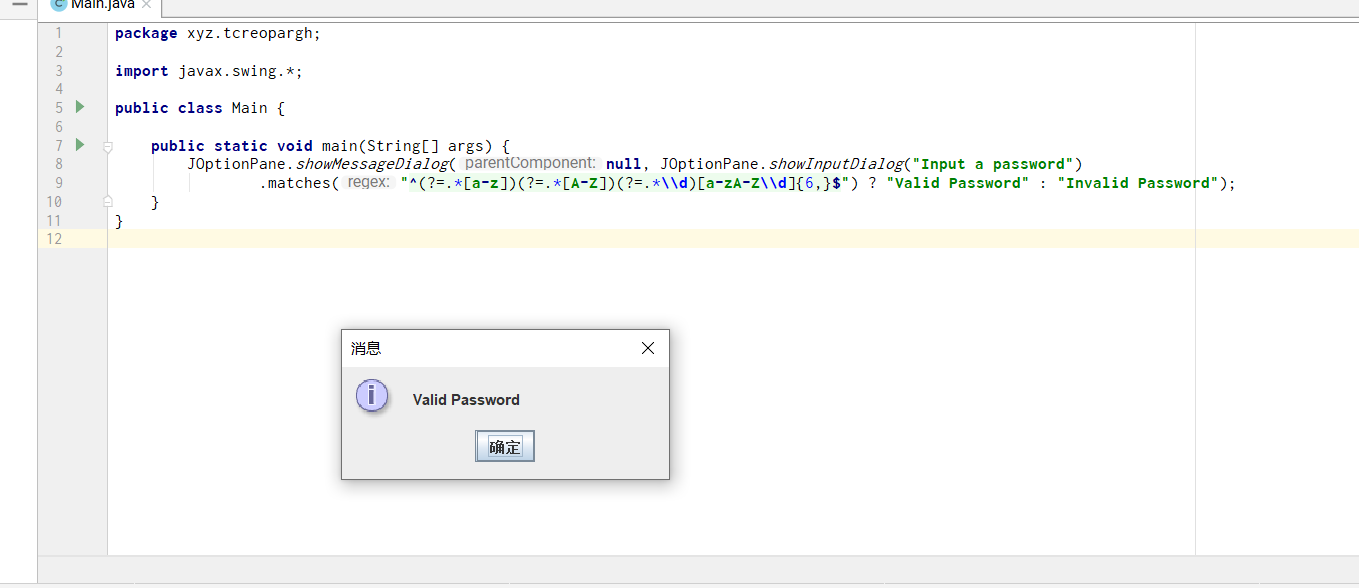 Main.java
1 package xyz.tcreopargh;
2
3 import javax.swing.*;
4
5 public class Main {
6
7 public static void main(String[] args) {
8 JOptionPane.showMessageDialog( parentComponent: null, JOptionPane.showInputDialog("Input a password")
9 .matches( regex: "^(?=.*[a-z])(?=.*[A-Z])(?=.*\\d)[a-zA-Z\\d]{6,}$") ? "Valid Password" : "Invalid Password");
10 }
11 }
12
消息
Valid Password
确定